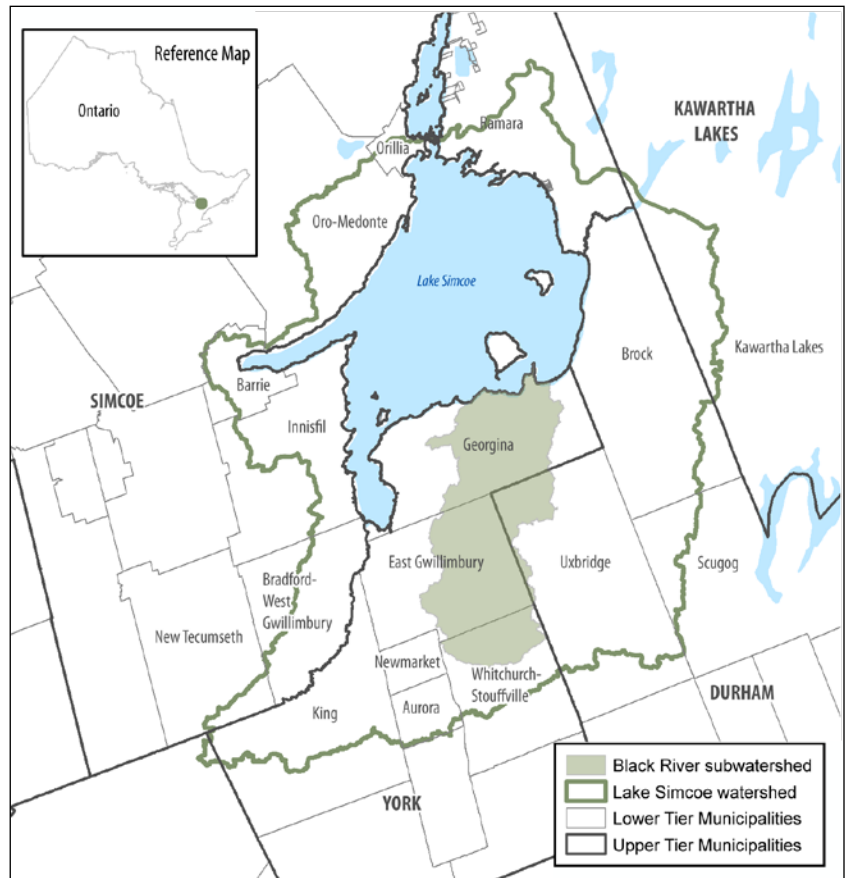 Reference Map
Ontario
KAWARTHA
LAKES
Ramara
Orillia
Oro-Medonte
Lake Simcoe
Brock
Kawartha Lakes
Barrie
SIMCOE
Innisfil
Georgina
East Gwillimbury
Uxbridge
Scugog
Bradford-
West-
Gwillimbury
New Tecumseth
Newmarket
Whitchurch-
Stouffville
DURHAM
King
Aurora
YORK
Black River subwatershed
Lake Simcoe watershed
Lower Tier Municipalities
Upper Tier Municipalities